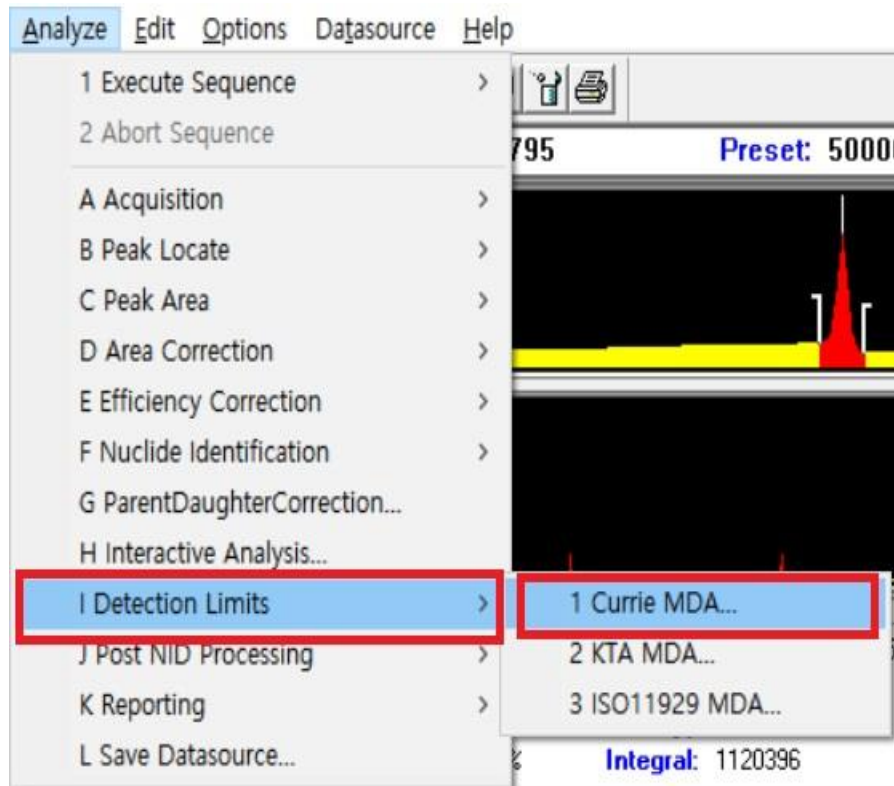 Analyze Edit Options Datasource Help
1 Execute Sequence
2 Abort Sequence
795 Preset: 5000
A Acquisition
B Peak Locate
C Peak Area
D Area Correction
E Efficiency Correction
F Nuclide Identification
G ParentDaughterCorrection...
H Interactive Analysis...
I Detection Limits
1 Currie MDA...
J Post NID Processing
2 KTA MDA...
K Reporting
3 ISO11929 MDA...
L Save Datasource...
% Integral: 1120396